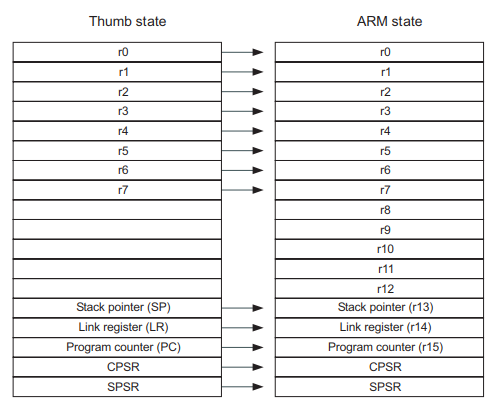 Thumb state ARM state
r0 r0
r1 r1
r2 r2
r3 r3
r4 r4
r5 r5
r6 r6
r7 r7
r8
r9
r10
r11
r12
Stack pointer (SP) Stack pointer (r13)
Link register (LR) Link register (r14)
Program counter (PC) Program counter (r15)
CPSR CPSR
SPSR SPSR